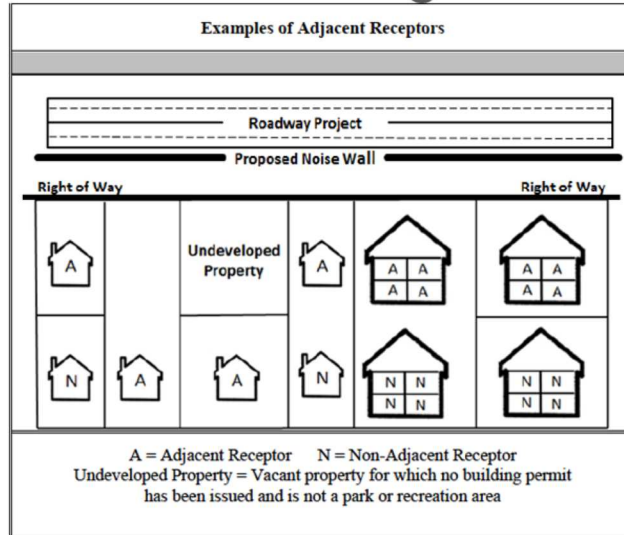 Examples of Adjacent Receptors
Roadway Project
Proposed Noise Wall
Right of Way Right of Way
A Undeveloped Property A A A A A
A A A A
N A A N N N N N
N N N N
A = Adjacent Receptor N = Non-Adjacent Receptor
Undeveloped Property = Vacant property for which no building permit
has been issued and is not a park or recreation area